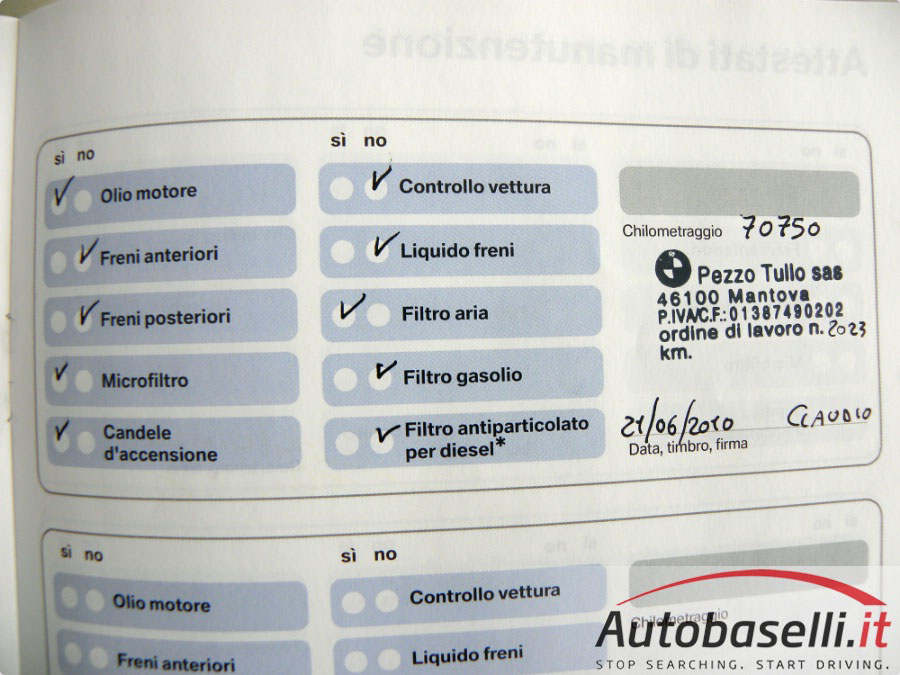 Attestati di manutenzione
sì no
Olio motore
Freni anteriori
Freni posteriori
Microfiltro
Candele
d'accensione
sì no
Controllo vettura
Liquido freni
Filtro aria
Filtro gasolio
Filtro antiparticolato
per diesel*
Chilometraggio 70750
Pezzo Tullo sas
46100 Mantova
P.IVA/C.F.: 01387490202
ordine di lavoro n. 2023
km.
21/06/2010 CLAUDIO
Data, timbro, firma
sì no
Olio motore
Freni anteriori
sì no
Controllo vettura
Liquido freni
Chilometraggio
Autobaselli.it
STOP SEARCHING. START DRIVING.